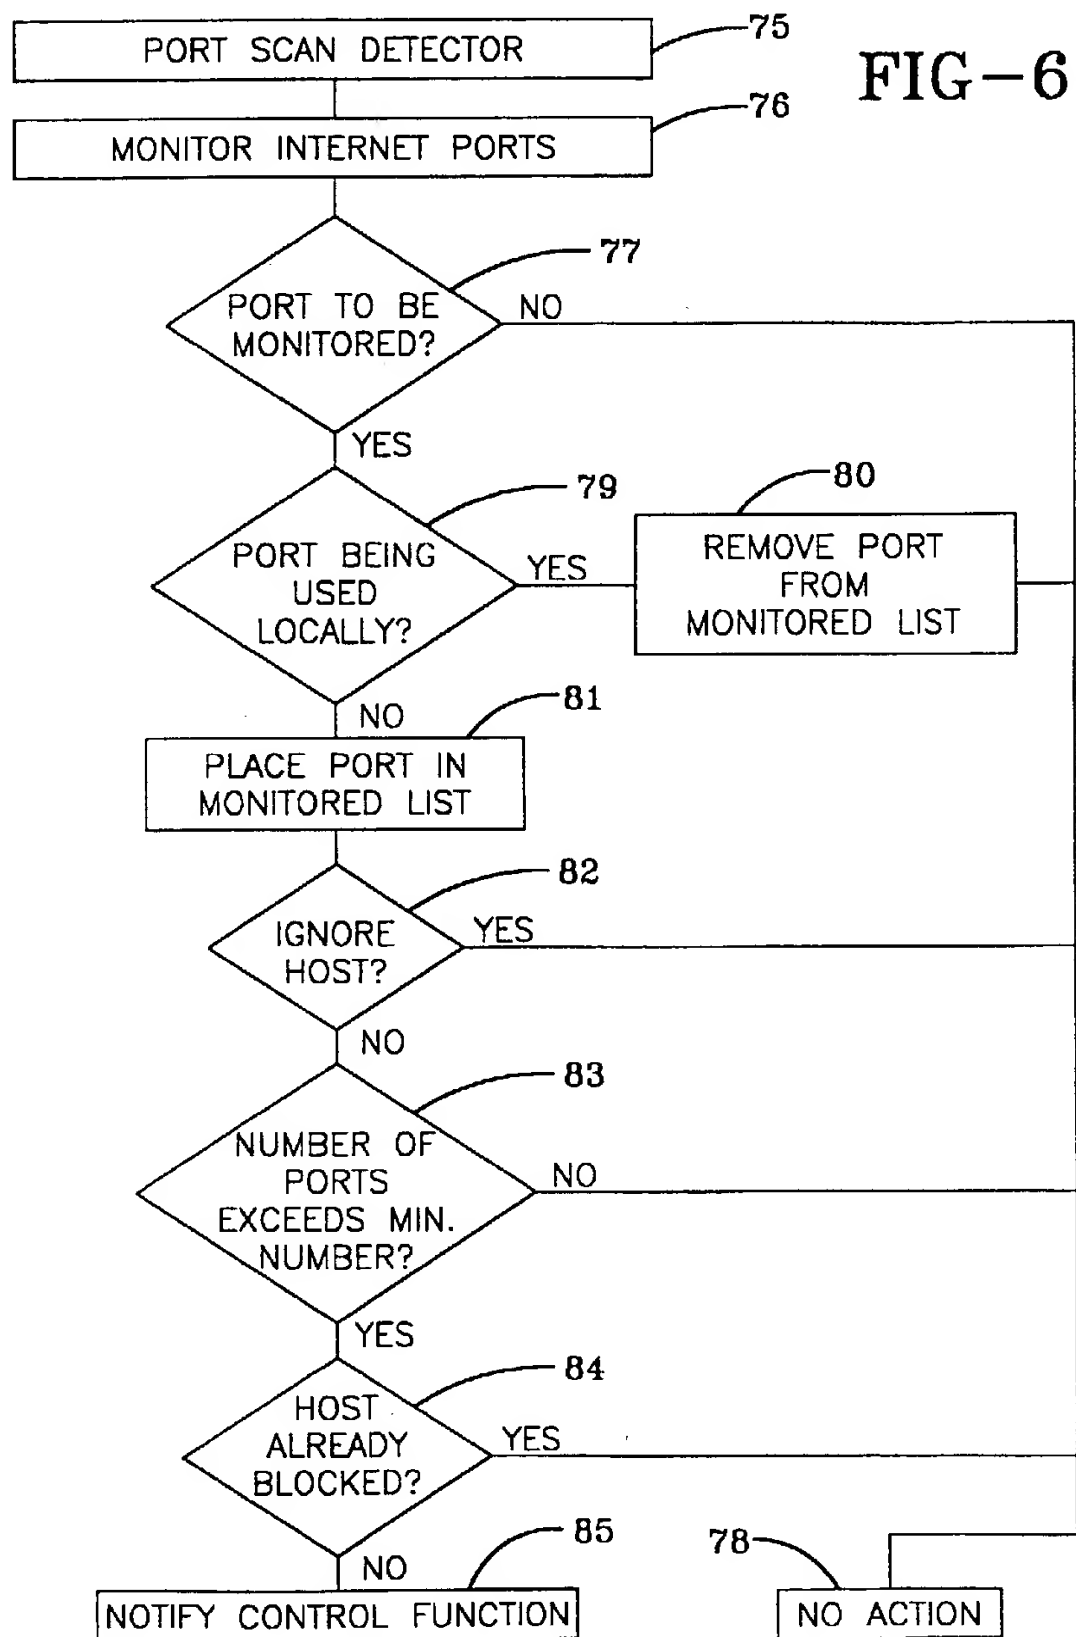 PORT SCAN DETECTOR
75
FIG-6
76
MONITOR INTERNET PORTS
77
PORT TO BE
MONITORED?
NO
YES
79
80
PORT BEING
USED
LOCALLY?
YES
REMOVE PORT
FROM
MONITORED LIST
NO
81
PLACE PORT IN
MONITORED LIST
82
IGNORE
HOST?
YES
NO
83
NUMBER OF
PORTS
EXCEEDS MIN.
NUMBER?
NO
YES
84
HOST
ALREADY
BLOCKED?
YES
NO
85
78
NOTIFY CONTROL FUNCTION
NO ACTION